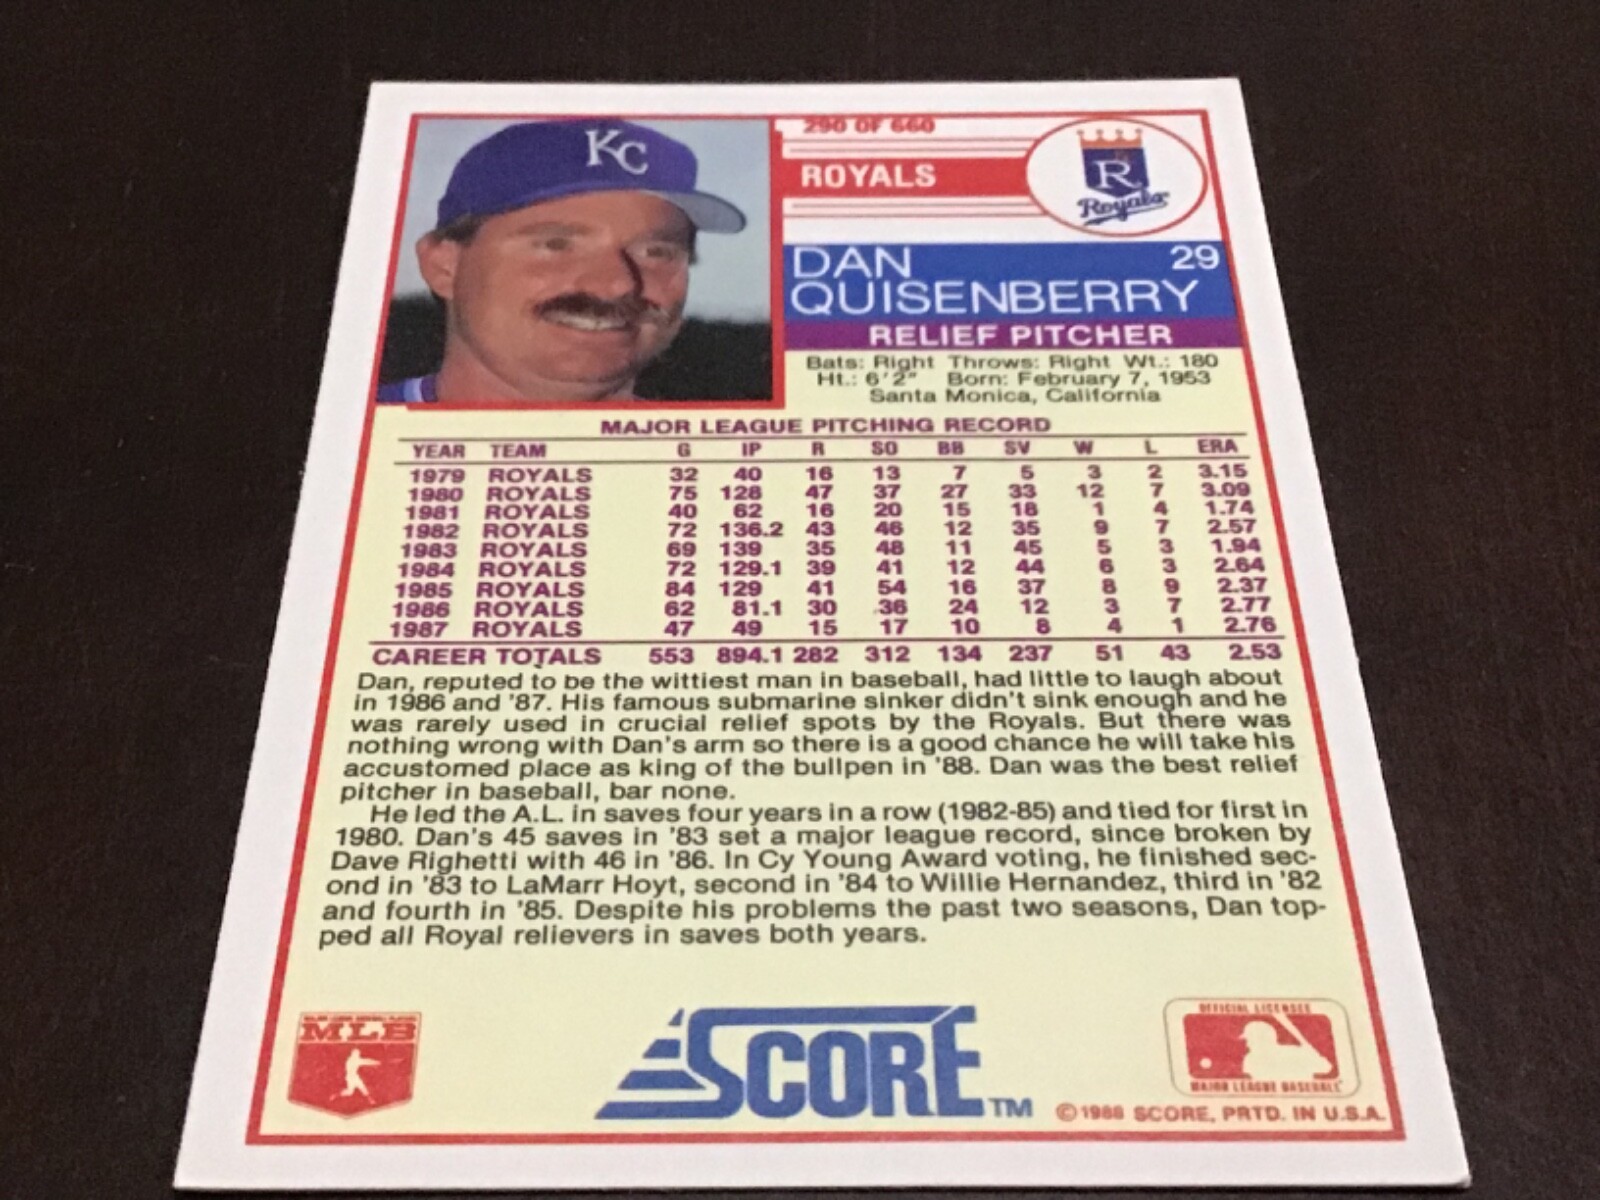 KC
290 OF 660
ROYALS
R
Royals
DAN 29
QUISENBERRY
RELIEF PITCHER
Bats: Right Throws: Right Wt.: 180
Ht.: 6'2" Born: February 7, 1953
Santa Monica, California
MAJOR LEAGUE PITCHING RECORD
YEAR TEAM G IP R SO BB SV W L ERA
1979 ROYALS 32 40 16 13 7 5 3 2 3.15
1980 ROYALS 75 128 47 37 27 33 12 7 3.09
1981 ROYALS 40 62 16 20 15 18 1 4 1.74
1982 ROYALS 72 136.2 43 46 12 35 9 7 2.57
1983 ROYALS 69 139 35 48 11 45 5 3 1.94
1984 ROYALS 72 129.1 39 41 12 44 6 3 2.64
1985 ROYALS 84 129 41 54 16 37 8 9 2.37
1986 ROYALS 62 81.1 30 36 24 12 3 7 2.77
1987 ROYALS 47 49 15 17 10 8 4 1 2.76
CAREER TOTALS 553 894.1 282 312 134 237 51 43 2.53
Dan, reputed to be the wittiest man in baseball, had little to laugh about
in 1986 and '87. His famous submarine sinker didn't sink enough and he
was rarely used in crucial relief spots by the Royals. But there was
nothing wrong with Dan's arm so there is a good chance he will take his
accustomed place as king of the bullpen in '88. Dan was the best relief
pitcher in baseball, bar none.
He led the A.L. in saves four years in a row (1982-85) and tied for first in
1980. Dan's 45 saves in '83 set a major league record, since broken by
Dave Righetti with 46 in '86. In Cy Young Award voting, he finished sec-
ond in '83 to LaMarr Hoyt, second in '84 to Willie Hernandez, third in '82
and fourth in '85. Despite his problems the past two seasons, Dan top-
ped all Royal relievers in saves both years.
MLB
SCORE TM
OFFICIAL LICENSEE
MAJOR LEAGUE BASEBALL
©1988 SCORE, PRTD. IN U.S.A.